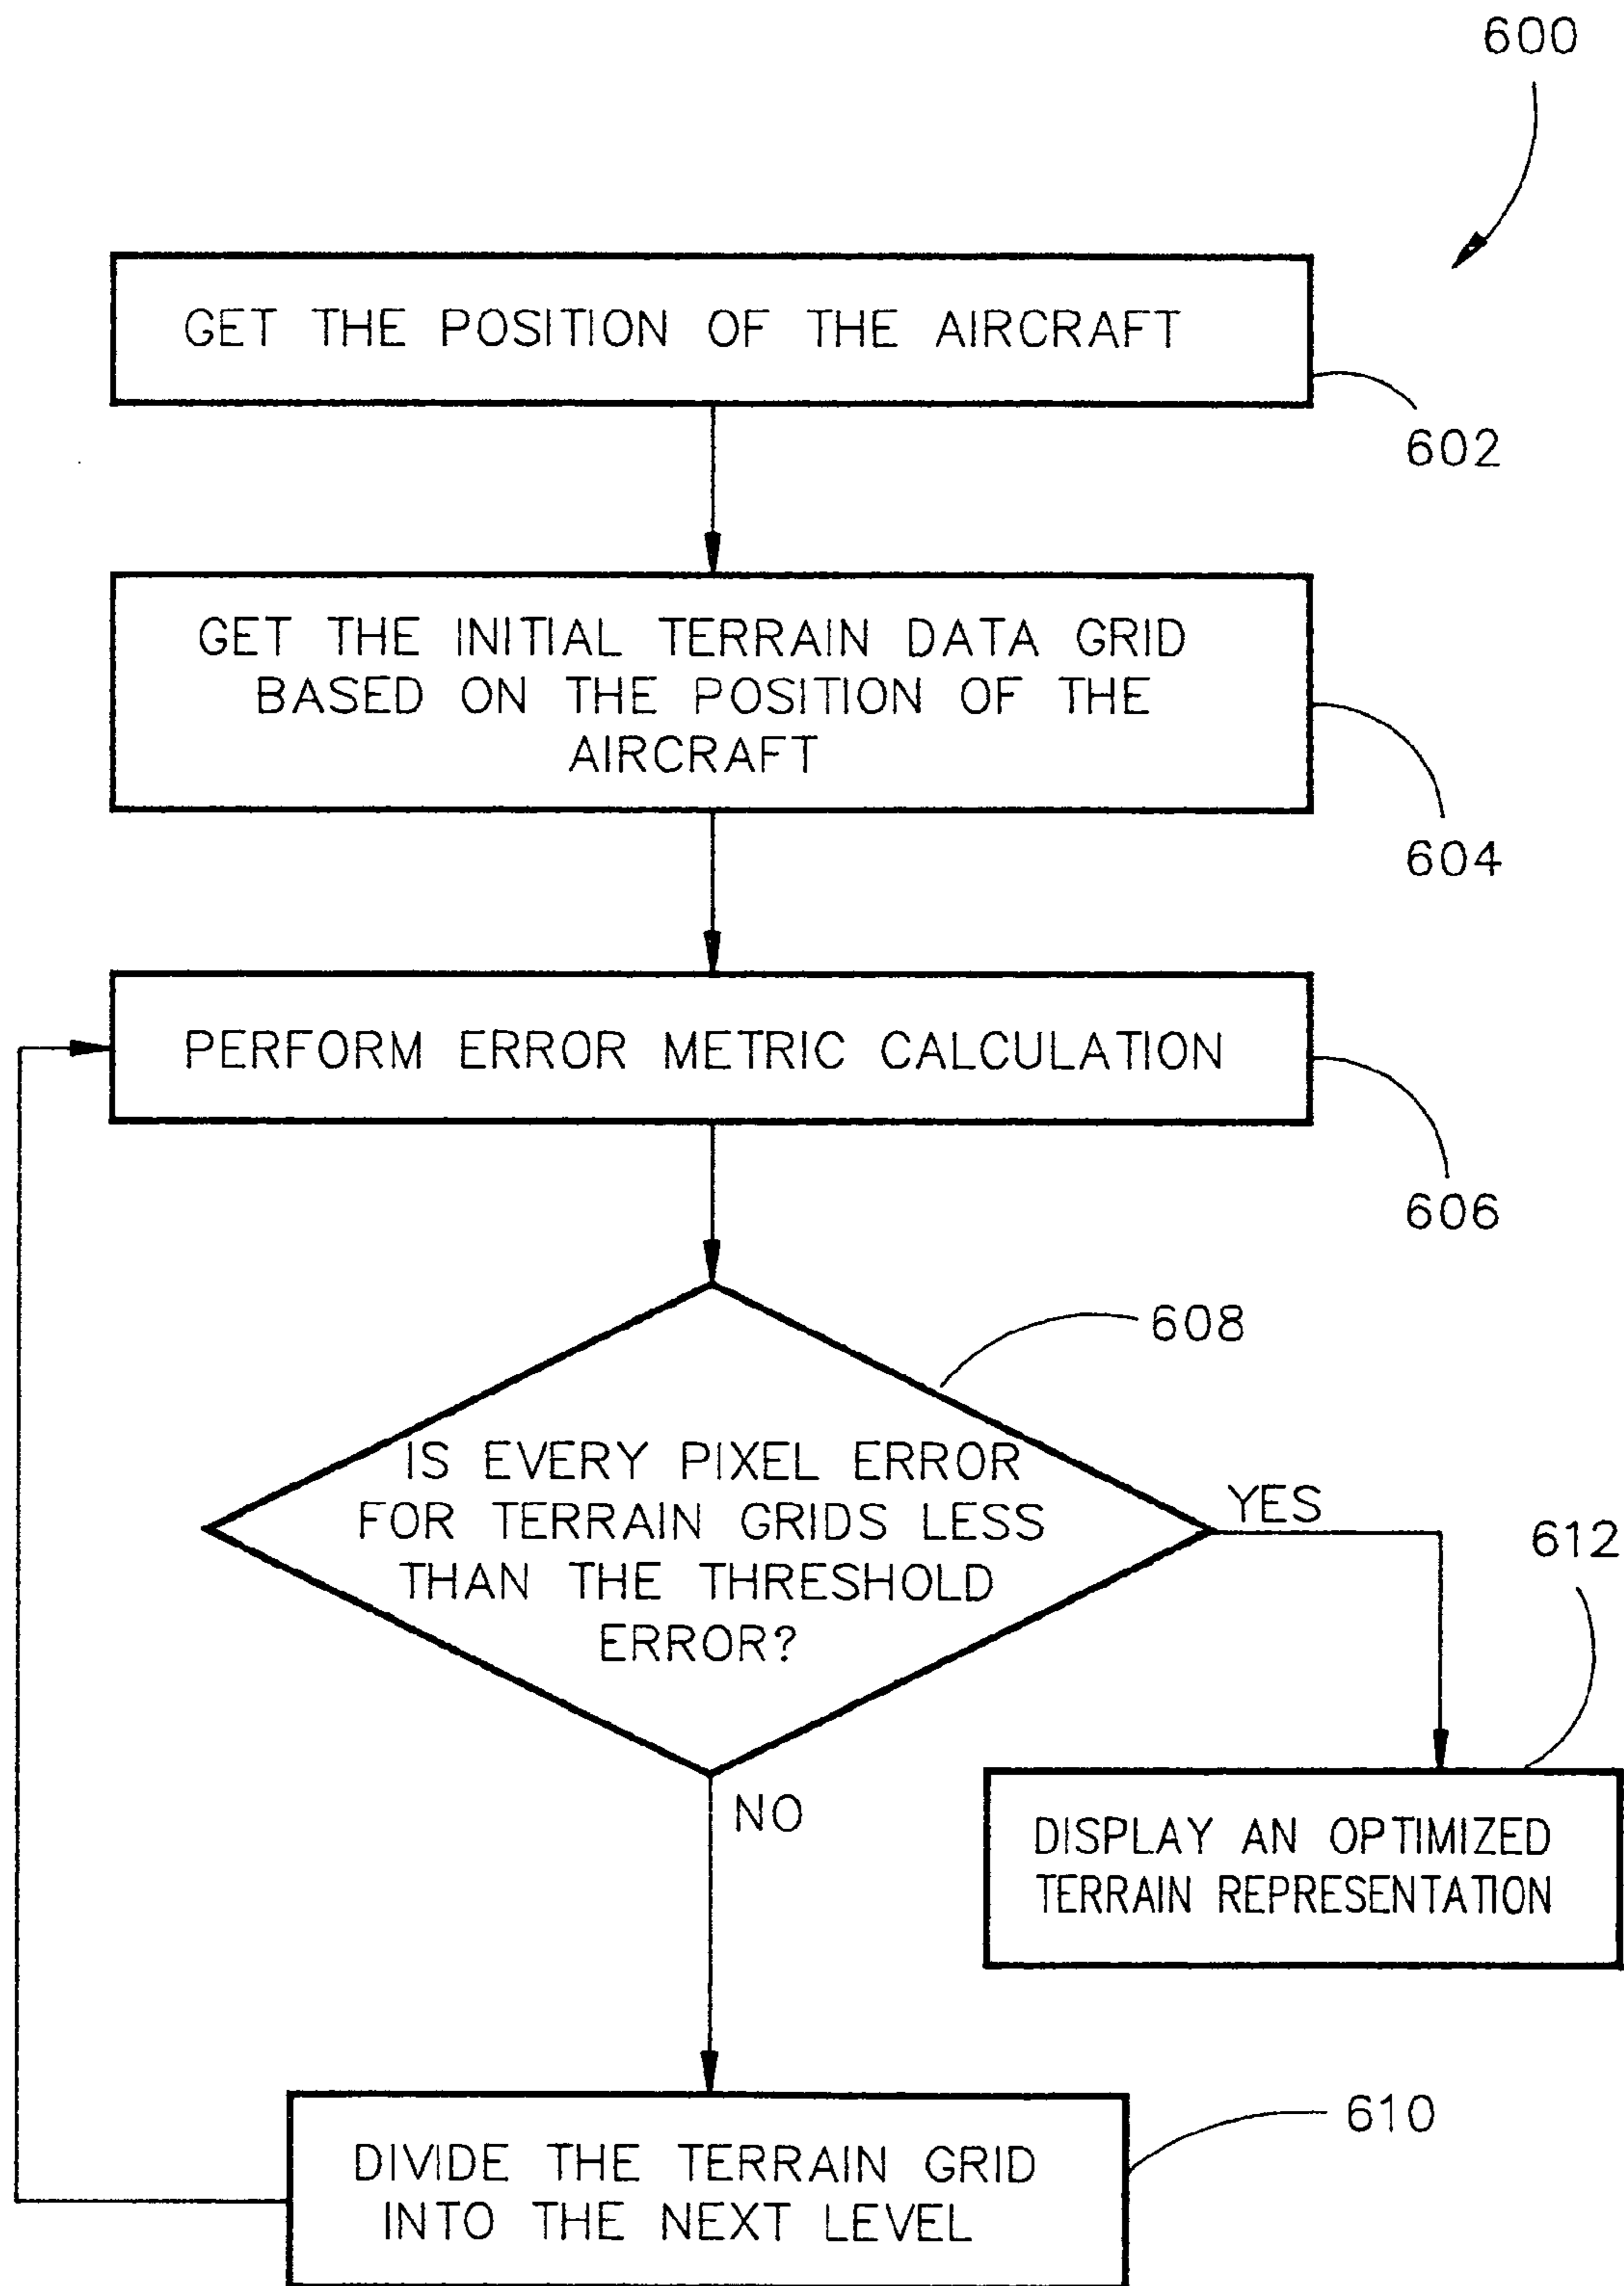 600
GET THE POSITION OF THE AIRCRAFT
602
GET THE INITIAL TERRAIN DATA GRID
BASED ON THE POSITION OF THE
AIRCRAFT
604
PERFORM ERROR METRIC CALCULATION
606
608
IS EVERY PIXEL ERROR
FOR TERRAIN GRIDS LESS
THAN THE THRESHOLD
ERROR?
YES
612
NO
DISPLAY AN OPTIMIZED
TERRAIN REPRESENTATION
610
DIVIDE THE TERRAIN GRID
INTO THE NEXT LEVEL